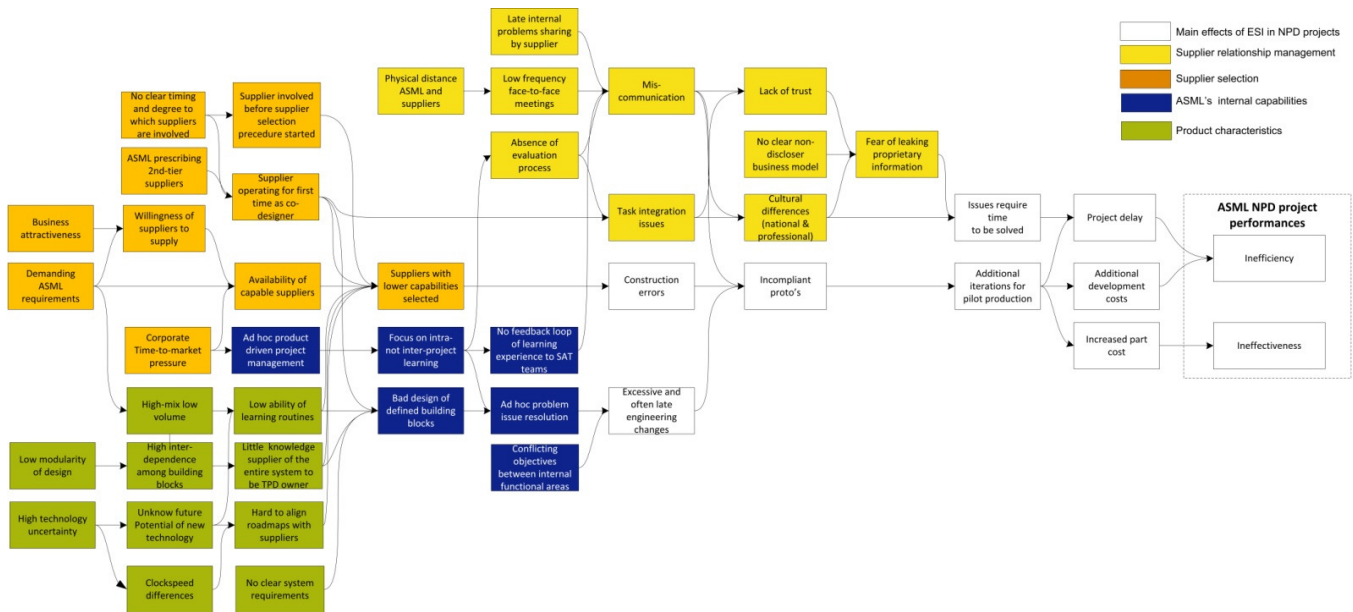 Late internal
problems sharing by
supplier
Main effects of ESI in NPD projects
Supplier relationship management
Supplier selection
ASML's internal capabilities
Product characteristics
Physical distance
ASML and
suppliers
Low frequency
face-to-face
meetings
Mis-
communication
Lack of trust
No clear timing
and degree to
which suppliers
are involved
Supplier involved
before supplier
selection
procedure started
Absence of
evaluation
process
No clear non-
discloser
business model
Fear of leaking
proprietary
information
ASML prescribing
2nd-tier
suppliers
Supplier
operating for first
time as co-
designer
Business
attractiveness
Willingness of
suppliers to
supply
Task integration
issues
Cultural
differences
(national &
professional)
Issues require
time
to be solved
Project delay
ASML NPD project
performances
Inefficiency
Demanding
ASML
requirements
Availability of
capable suppliers
Suppliers with
lower capabilities
selected
Construction
errors
Incompliant
proto's
Additional
iterations for
pilot production
Additional
development
costs
Corporate
Time-to-market
pressure
Ad hoc product
driven project
management
Focus on intra-
not inter-project
learning
No feedback loop
of learning
experience to SAT
teams
Increased part
cost
Ineffectiveness
High-mix low
volume
Low ability of
learning routines
Bad design of
defined building
blocks
Ad hoc problem
issue resolution
Excessive and
often late
engineering
changes
Low modularity
of design
High inter-
dependence
among building
blocks
Little knowledge
supplier of the
entire system to
be TPD owner
Conflicting
objectives
between internal
functional areas
High technology
uncertainty
Unknow future
Potential of new
technology
Hard to align
roadmaps with
suppliers
Clockspeed
differences
No clear system
requirements